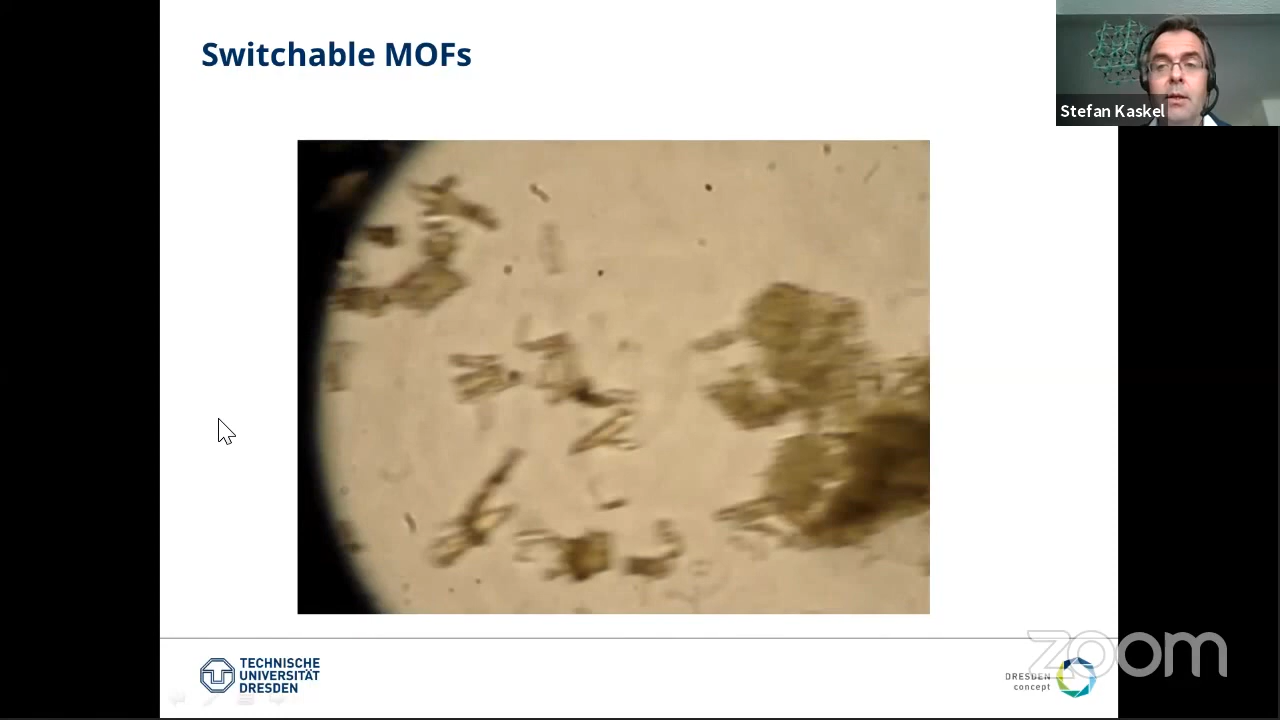 Switchable MOFs
Stefan Kaskel
TECHNISCHE
UNIVERSITÄT
DRESDEN
DRESDEN
concept
zoom